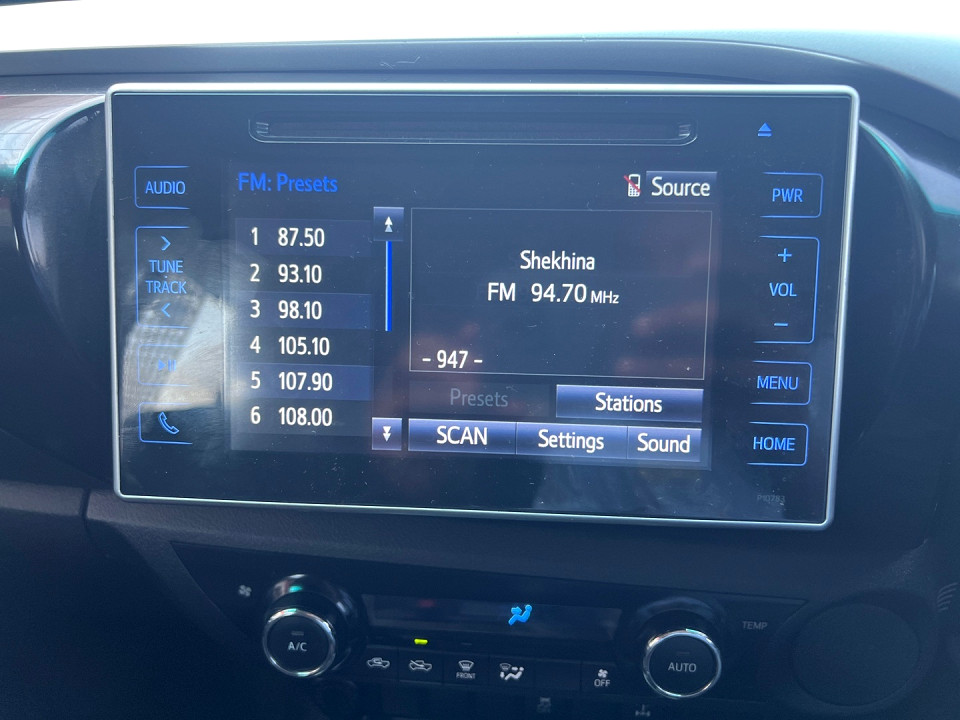 AUDIO
TUNE
TRACK
FM: Presets
Source
1 87.50
2 93.10
3 98.10
4 105.10
5 107.90
6 108.00
Shekhina
FM 94.70 MHz
- 947 -
Presets
Stations
SCAN
Settings
Sound
PWR
+
VOL
-
MENU
HOME
A/C
FRONT
OFF
AUTO
TEMP